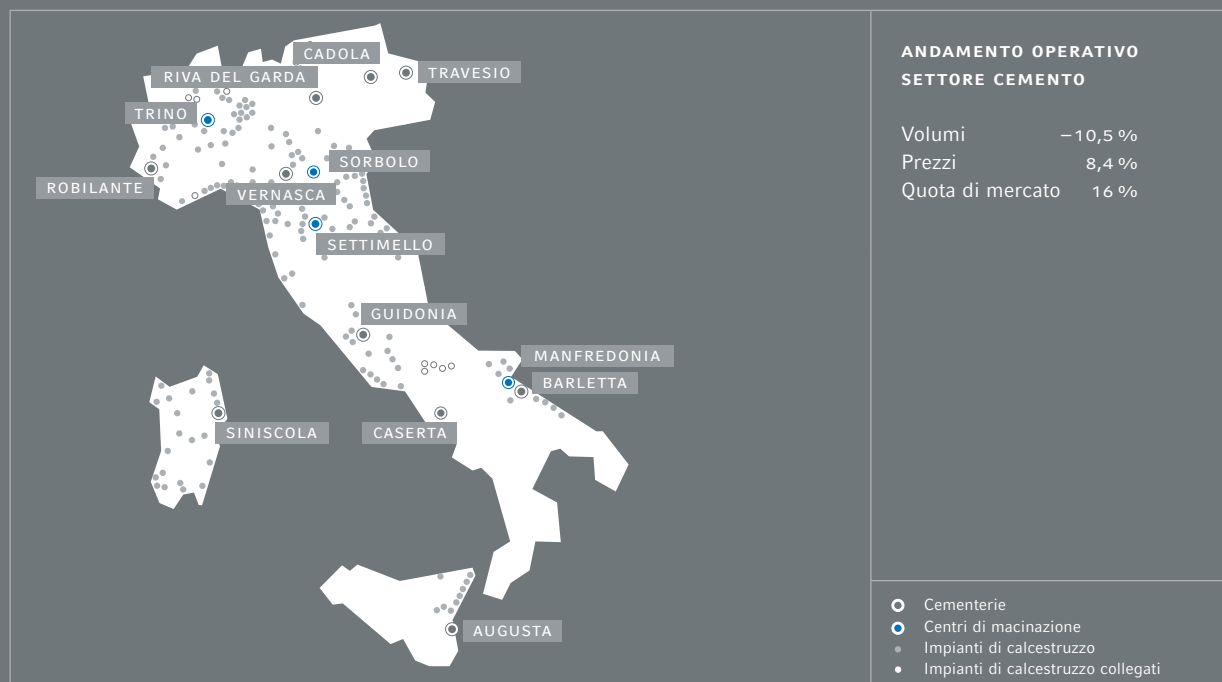 CADOLA
RIVA DEL GARDA
TRAVESIO
TRINO
SORBOLO
ROBILANTE
VERNASCA
SETTIMELLO
GUIDONIA
MANFREDONIA
BARLETTA
SINISCOLA
CASERTA
AUGUSTA
ANDAMENTO OPERATIVO
SETTORE CEMENTO
Volumi −10,5 %
Prezzi 8,4 %
Quota di mercato 16 %
Cementerie
Centri di macinazione
Impianti di calcestruzzo
Impianti di calcestruzzo collegati